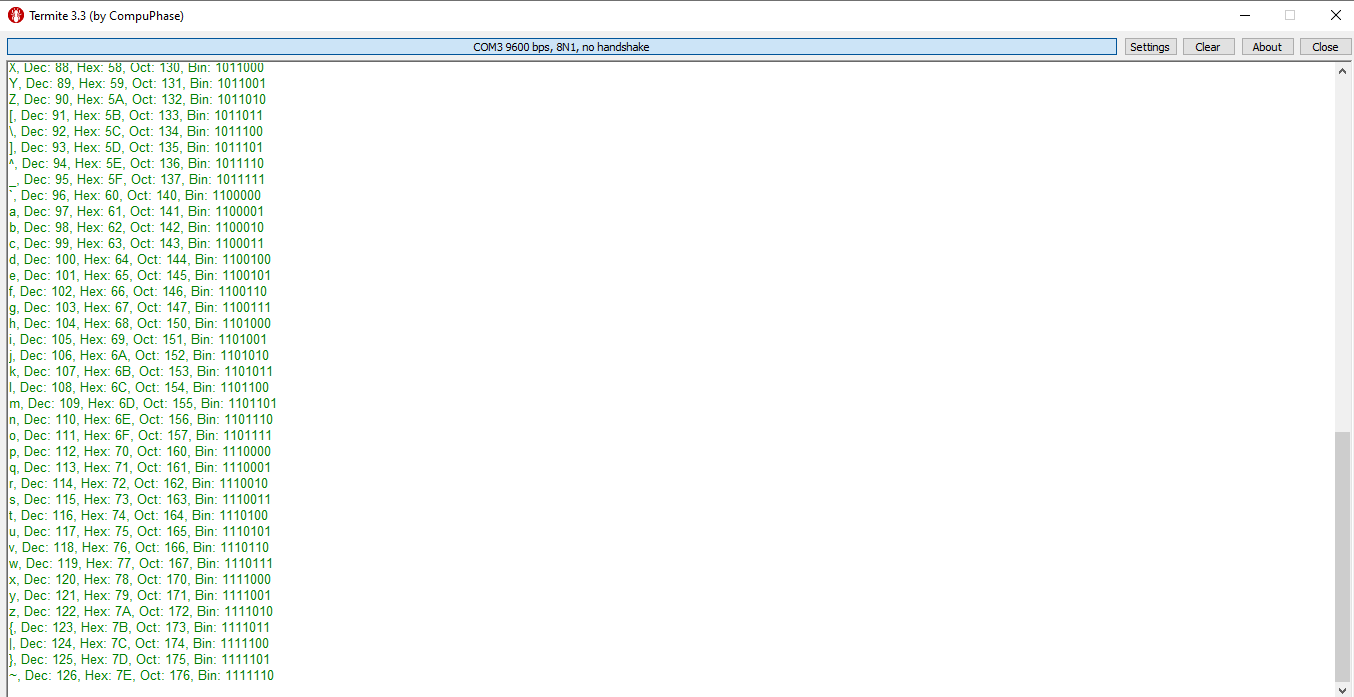 Termite 3.3 (by CompuPhase)
COM3 9600 bps, 8N1, no handshake Settings Clear About Close
X, Dec: 88, Hex: 58, Oct: 130, Bin: 1011000
Y, Dec: 89, Hex: 59, Oct: 131, Bin: 1011001
Z, Dec: 90, Hex: 5A, Oct: 132, Bin: 1011010
[, Dec: 91, Hex: 5B, Oct: 133, Bin: 1011011
\, Dec: 92, Hex: 5C, Oct: 134, Bin: 1011100
], Dec: 93, Hex: 5D, Oct: 135, Bin: 1011101
^, Dec: 94, Hex: 5E, Oct: 136, Bin: 1011110
_, Dec: 95, Hex: 5F, Oct: 137, Bin: 1011111
`, Dec: 96, Hex: 60, Oct: 140, Bin: 1100000
a, Dec: 97, Hex: 61, Oct: 141, Bin: 1100001
b, Dec: 98, Hex: 62, Oct: 142, Bin: 1100010
c, Dec: 99, Hex: 63, Oct: 143, Bin: 1100011
d, Dec: 100, Hex: 64, Oct: 144, Bin: 1100100
e, Dec: 101, Hex: 65, Oct: 145, Bin: 1100101
f, Dec: 102, Hex: 66, Oct: 146, Bin: 1100110
g, Dec: 103, Hex: 67, Oct: 147, Bin: 1100111
h, Dec: 104, Hex: 68, Oct: 150, Bin: 1101000
i, Dec: 105, Hex: 69, Oct: 151, Bin: 1101001
j, Dec: 106, Hex: 6A, Oct: 152, Bin: 1101010
k, Dec: 107, Hex: 6B, Oct: 153, Bin: 1101011
l, Dec: 108, Hex: 6C, Oct: 154, Bin: 1101100
m, Dec: 109, Hex: 6D, Oct: 155, Bin: 1101101
n, Dec: 110, Hex: 6E, Oct: 156, Bin: 1101110
o, Dec: 111, Hex: 6F, Oct: 157, Bin: 1101111
p, Dec: 112, Hex: 70, Oct: 160, Bin: 1110000
q, Dec: 113, Hex: 71, Oct: 161, Bin: 1110001
r, Dec: 114, Hex: 72, Oct: 162, Bin: 1110010
s, Dec: 115, Hex: 73, Oct: 163, Bin: 1110011
t, Dec: 116, Hex: 74, Oct: 164, Bin: 1110100
u, Dec: 117, Hex: 75, Oct: 165, Bin: 1110101
v, Dec: 118, Hex: 76, Oct: 166, Bin: 1110110
w, Dec: 119, Hex: 77, Oct: 167, Bin: 1110111
x, Dec: 120, Hex: 78, Oct: 170, Bin: 1111000
y, Dec: 121, Hex: 79, Oct: 171, Bin: 1111001
z, Dec: 122, Hex: 7A, Oct: 172, Bin: 1111010
{, Dec: 123, Hex: 7B, Oct: 173, Bin: 1111011
|, Dec: 124, Hex: 7C, Oct: 174, Bin: 1111100
}, Dec: 125, Hex: 7D, Oct: 175, Bin: 1111101
~, Dec: 126, Hex: 7E, Oct: 176, Bin: 1111110